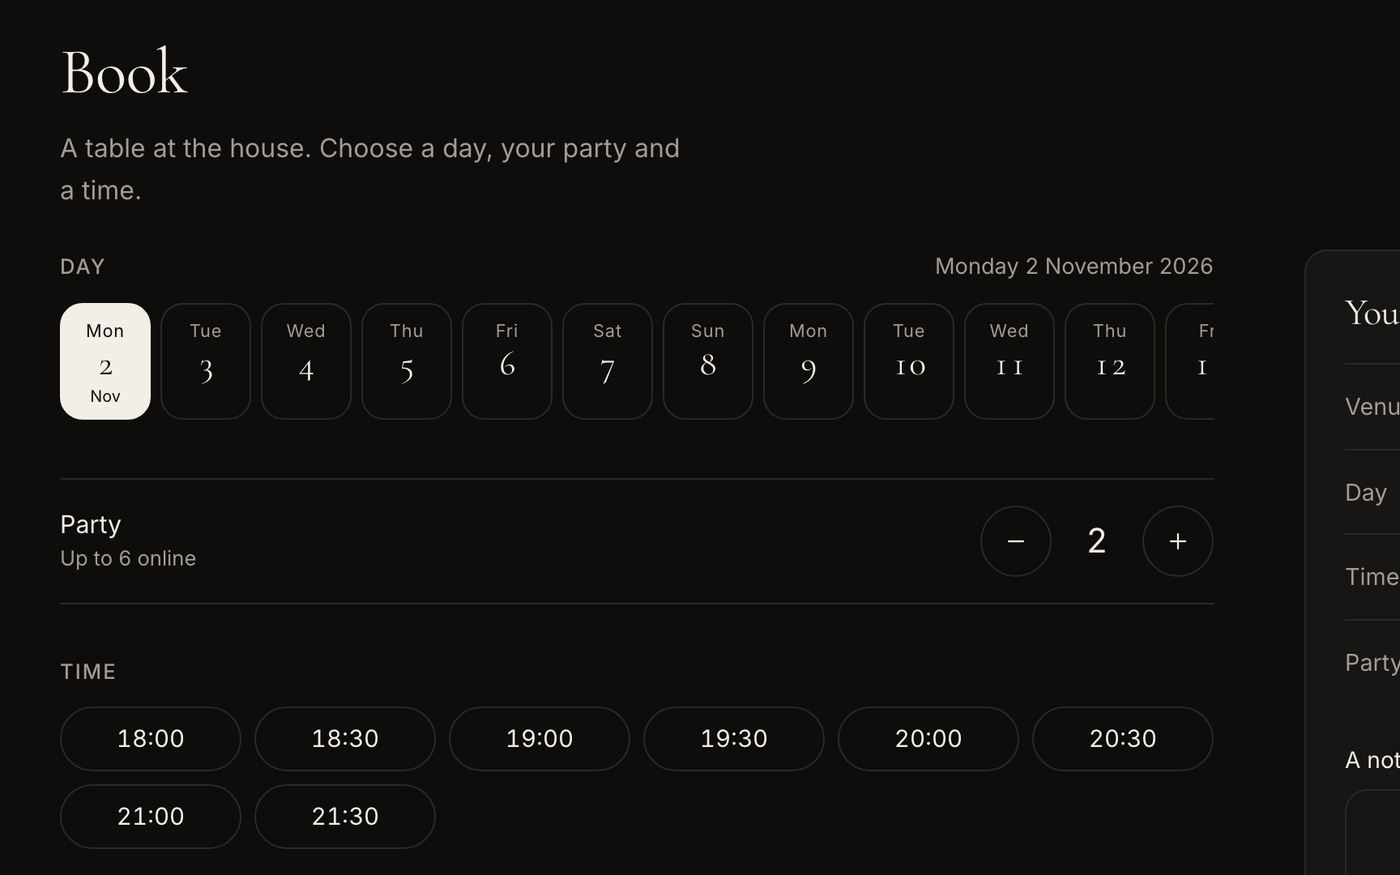 Book
A table at the house. Choose a day, your party and
a time.
DAY
Monday 2 November 2026
Mon Tue Wed Thu Fri Sat Sun Mon Tue Wed Thu
2 3 4 5 6 7 8 9 10 11 12
Nov
Party
Up to 6 online
2
TIME
18:00 18:30 19:00 19:30 20:00 20:30
21:00 21:30
Day
Time
Party